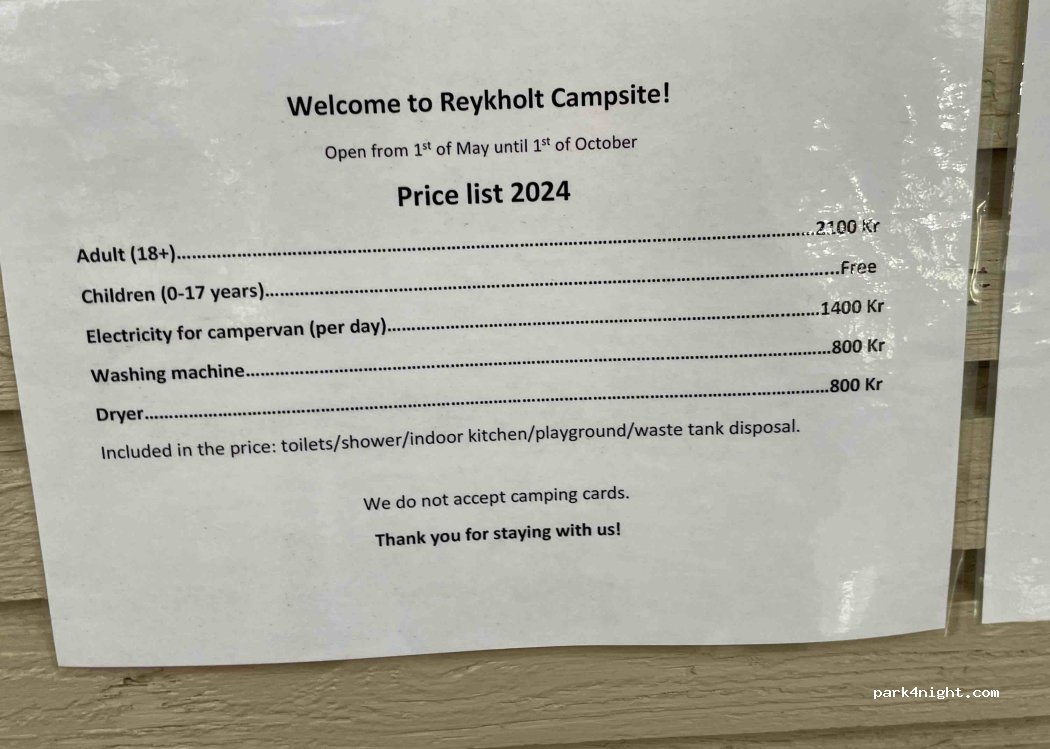 Welcome to Reykholt Campsite!
Open from 1st of May until 1st of October
Price list 2024
Adult (18+)...........................................................................................................2100 Kr
Children (0-17 years)...........................................................................................................Free
Electricity for campervan (per day)...........................................................................................1400 Kr
Washing machine...........................................................................................................800 Kr
Dryer...........................................................................................................800 Kr
Included in the price: toilets/shower/indoor kitchen/playground/waste tank disposal.
We do not accept camping cards.
Thank you for staying with us!
park4night.com